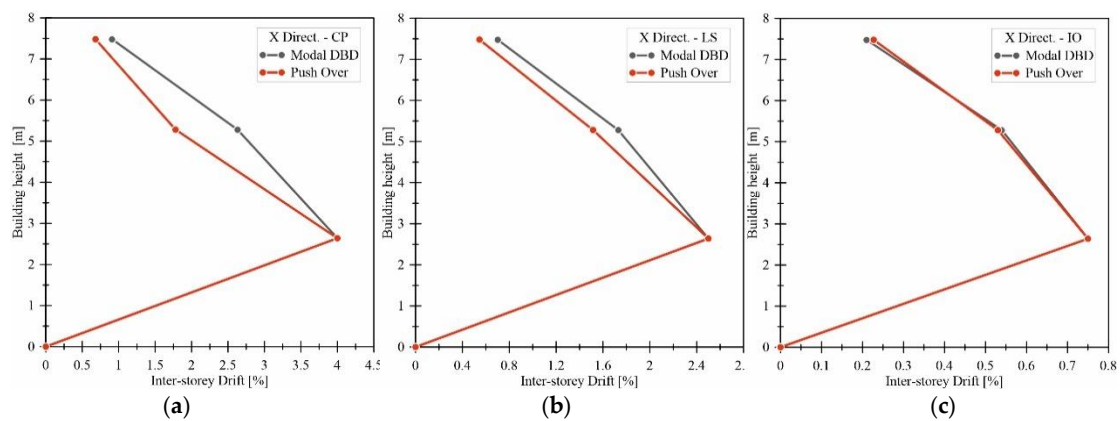 X Direct. - CP
Modal DBD
Push Over
Building height [m]
8
7
6
5
4
3
2
1
0
0 0.5 1 1.5 2 2.5 3 3.5 4 4.5
Inter-storey Drift [%]
(a)
X Direct. - LS
Modal DBD
Push Over
Building height [m]
8
7
6
5
4
3
2
1
0
0 0.4 0.8 1.2 1.6 2 2.4 2.
Inter-storey Drift [%]
(b)
X Direct. - IO
Modal DBD
Push Over
Building height [m]
8
7
6
5
4
3
2
1
0
0 0.1 0.2 0.3 0.4 0.5 0.6 0.7 0.8
Inter-storey Drift [%]
(c)